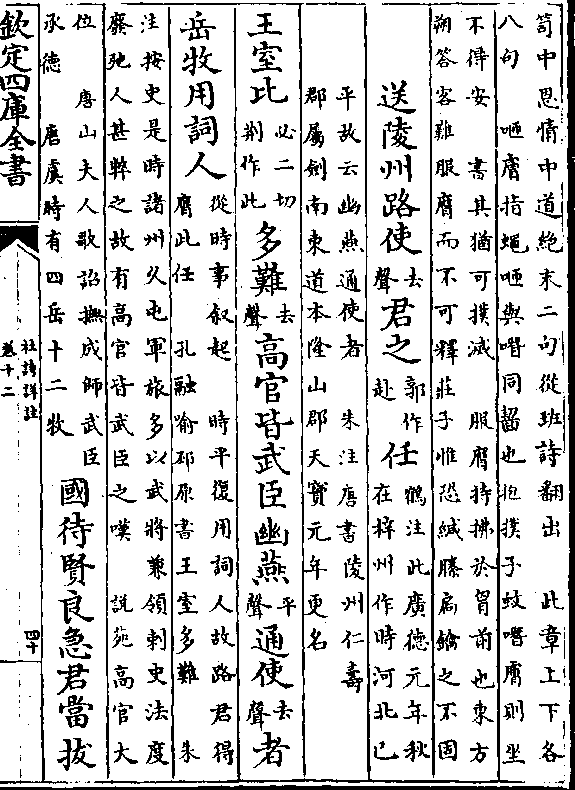 笥中恩情中道絶末二句從班詩翻出　此章上下各
八句　咂膚指蠅咂與噆同齧也抱撲子蚊噆膚則坐
不得安　書其猶可撲滅　服膺持拂於胷前也東方
朔答客難服膺而不可釋莊子惟恐緘縢扃鐍之不固
送陵州路使去聲君之郭作赴任鶴注此廣德元年秋在梓州作時河北已
平故云幽燕通使者　朱注唐書陵州仁壽
郡屬劍南東道本隆山郡天寶元年更名
王室比必二切荆作此多難去聲高官皆武臣幽燕平聲通使去聲者
岳牧用詞人從時事叙起　時平復用詞人故路君得膺此任　孔融喻邴原書王室多難　朱
注按史是時諸州久屯軍旅多以武將兼領刺史法度
廢弛人甚弊之故有高官皆武臣之嘆　説苑高官大
位　唐山夫人歌詔撫成師武臣
承德　唐虞時有四岳十二牧國待賢良急君當拔
欽定四庫全書
杜詩詳註
卷十二
四十